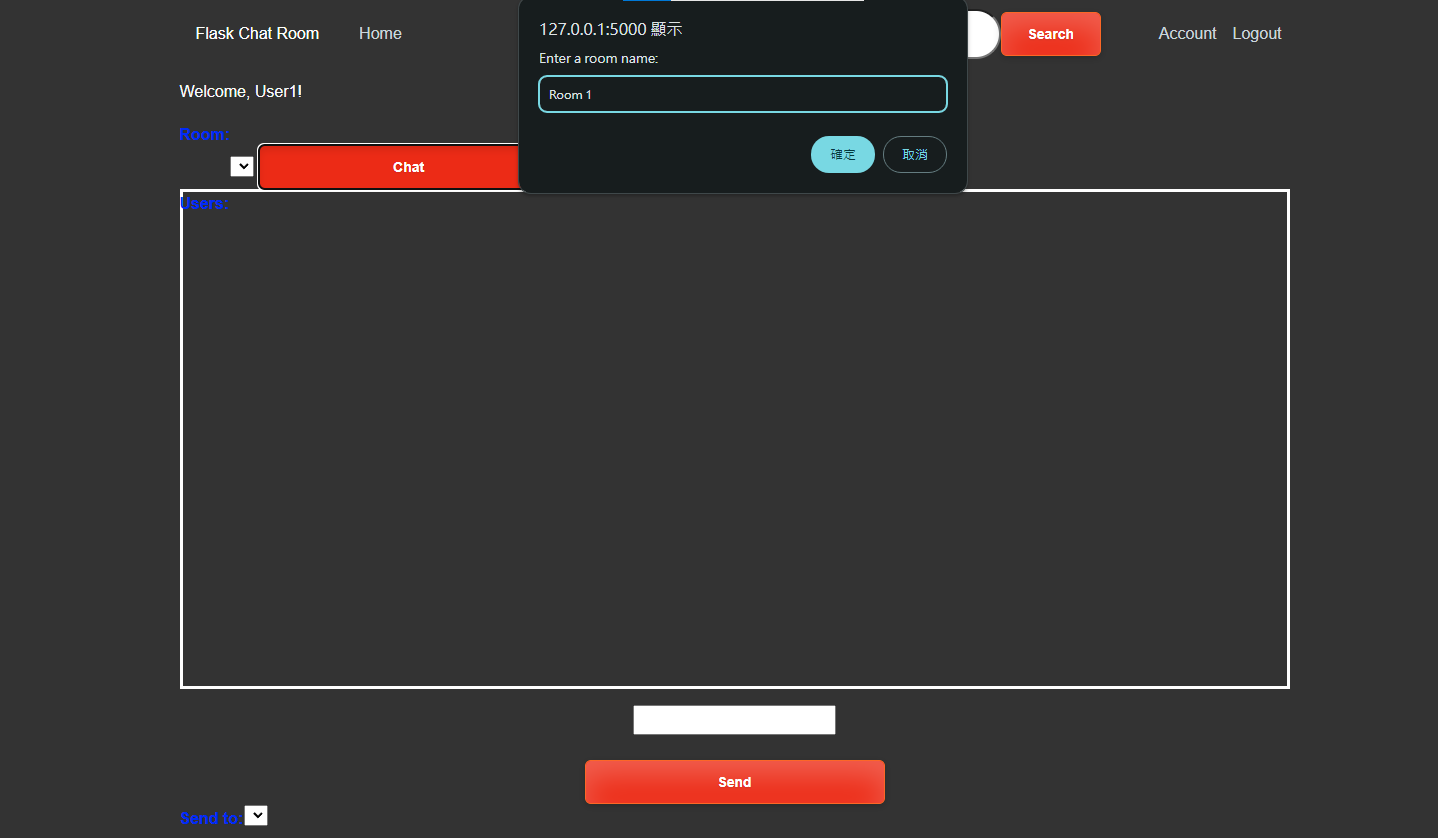 Flask Chat Room Home
127.0.0.1:5000 顯示
Enter a room name:
Room 1
確定 取消
Search
Account Logout
Welcome, User1!
Room:
Chat
Users:
Send
Send to: